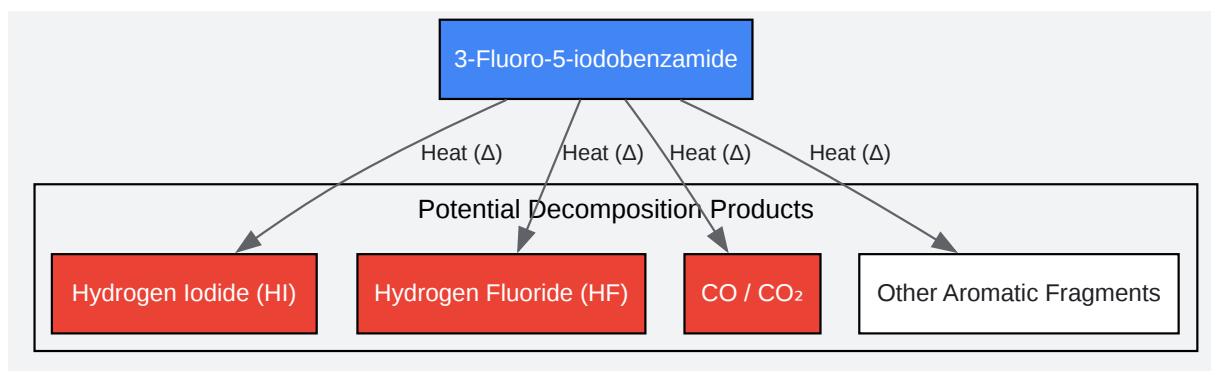 3-Fluoro-5-iodobenzamide
Heat (Δ)
Heat (Δ)
Heat (Δ)
Heat (Δ)
Potential Decomposition Products
Hydrogen Iodide (HI)
Hydrogen Fluoride (HF)
CO / CO₂
Other Aromatic Fragments